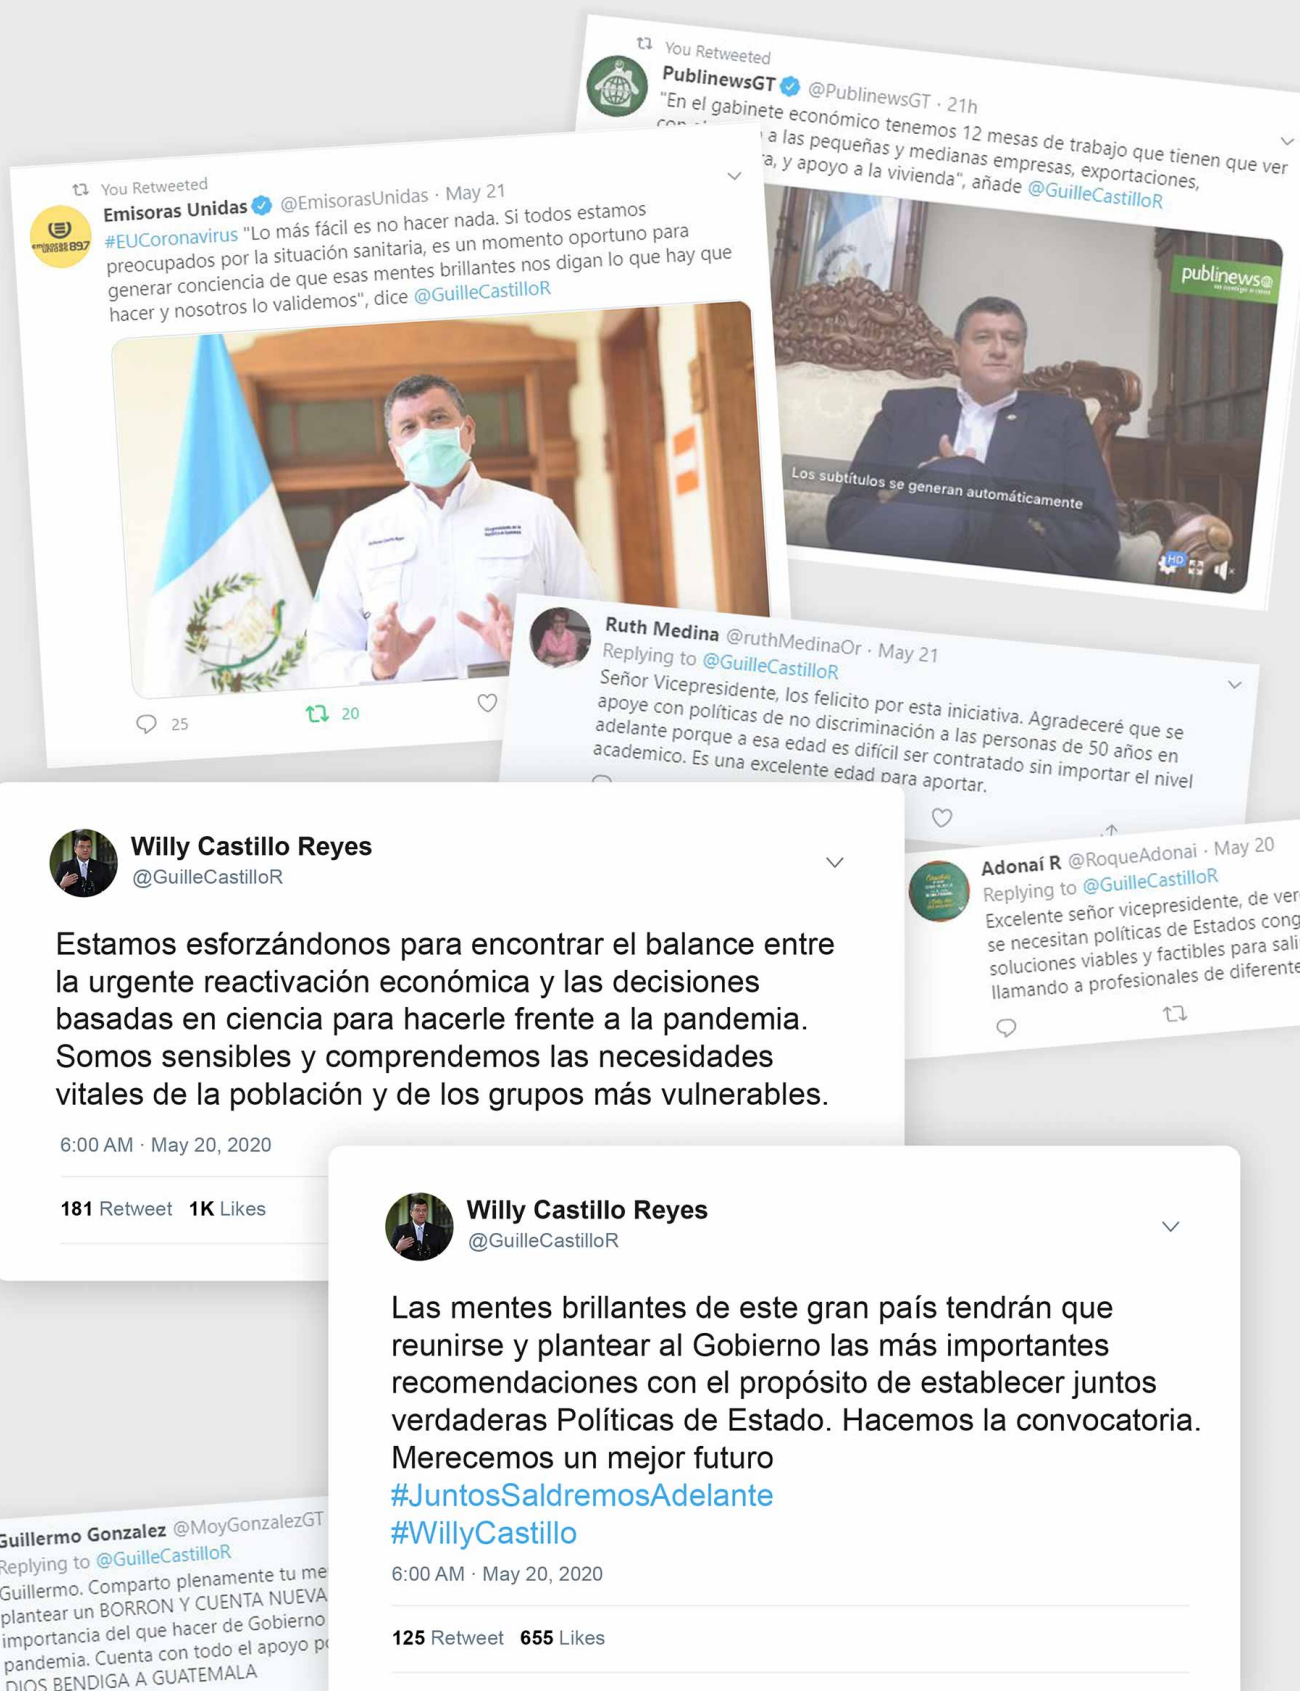 You Retweeted
PublinewsGT @PublinewsGT · 21h
"En el gabinete económico tenemos 12 mesas de trabajo que tienen que ver
a las pequeñas y medianas empresas, exportaciones,
y apoyo a la vivienda", añade @GuilleCastilloR
publinews
Los subtítulos se generan automáticamente
HD
You Retweeted
Emisoras Unidas @EmisorasUnidas · May 21
#EUCoronavirus "Lo más fácil es no hacer nada. Si todos estamos
preocupados por la situación sanitaria, es un momento oportuno para
generar conciencia de que esas mentes brillantes nos digan lo que hay que
hacer y nosotros lo validemos", dice @GuilleCastilloR
emisoras
unidas 89.7
25
20
Ruth Medina @ruthMedinaOr · May 21
Replying to @GuilleCastilloR
Señor Vicepresidente, los felicito por esta iniciativa. Agradeceré que se
apoye con políticas de no discriminación a las personas de 50 años en
adelante porque a esa edad es difícil ser contratado sin importar el nivel
academico. Es una excelente edad para aportar.
Willy Castillo Reyes
@GuilleCastilloR
Estamos esforzándonos para encontrar el balance entre
la urgente reactivación económica y las decisiones
basadas en ciencia para hacerle frente a la pandemia.
Somos sensibles y comprendemos las necesidades
vitales de la población y de los grupos más vulnerables.
6:00 AM · May 20, 2020
181 Retweet 1K Likes
Adonaí R @RoqueAdonai · May 20
Replying to @GuilleCastilloR
Excelente señor vicepresidente, de ver
se necesitan políticas de Estados cong
soluciones viables y factibles para sali
llamando a profesionales de diferente
Willy Castillo Reyes
@GuilleCastilloR
Las mentes brillantes de este gran país tendrán que
reunirse y plantear al Gobierno las más importantes
recomendaciones con el propósito de establecer juntos
verdaderas Políticas de Estado. Hacemos la convocatoria.
Merecemos un mejor futuro
#JuntosSaldremosAdelante
#WillyCastillo
6:00 AM · May 20, 2020
125 Retweet 655 Likes
Guillermo Gonzalez @MoyGonzalezGT
Replying to @GuilleCastilloR
Guillermo. Comparto plenamente tu me
plantear un BORRON Y CUENTA NUEVA
importancia del que hacer de Gobierno
pandemia. Cuenta con todo el apoyo po
DIOS BENDIGA A GUATEMALA